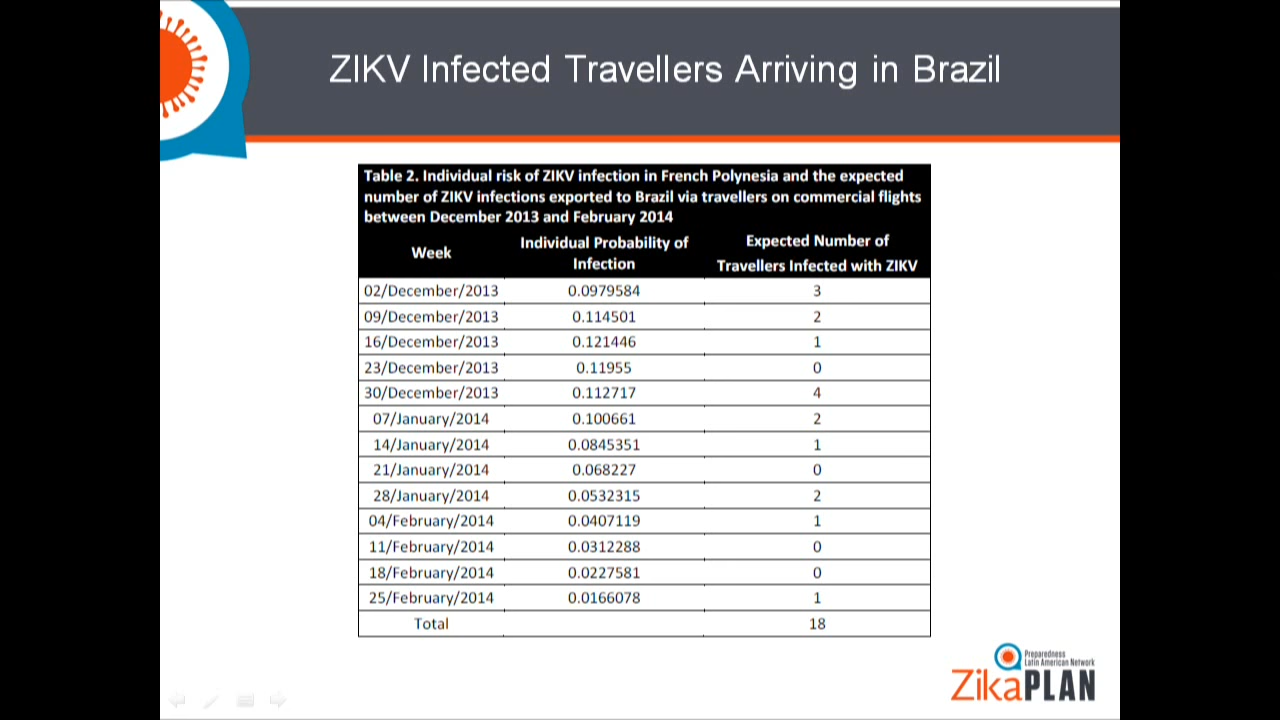 ZIKV Infected Travellers Arriving in Brazil
Table 2. Individual risk of ZIKV infection in French Polynesia and the expected
number of ZIKV infections exported to Brazil via travellers on commercial flights
between December 2013 and February 2014
Week Individual Probability of Infection Expected Number of Travellers Infected with ZIKV
02/December/2013 0.0979584 3
09/December/2013 0.114501 2
16/December/2013 0.121446 1
23/December/2013 0.11955 0
30/December/2013 0.112717 4
07/January/2014 0.100661 2
14/January/2014 0.0845351 1
21/January/2014 0.068227 0
28/January/2014 0.0532315 2
04/February/2014 0.0407119 1
11/February/2014 0.0312288 0
18/February/2014 0.0227581 0
25/February/2014 0.0166078 1
Total 18
Preparedness
Latin American Network
ZikaPLAN